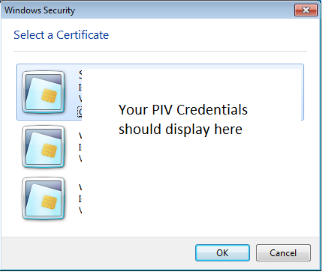 Windows Security
Select a Certificate
Your PIV Credentials
should display here
OK
Cancel